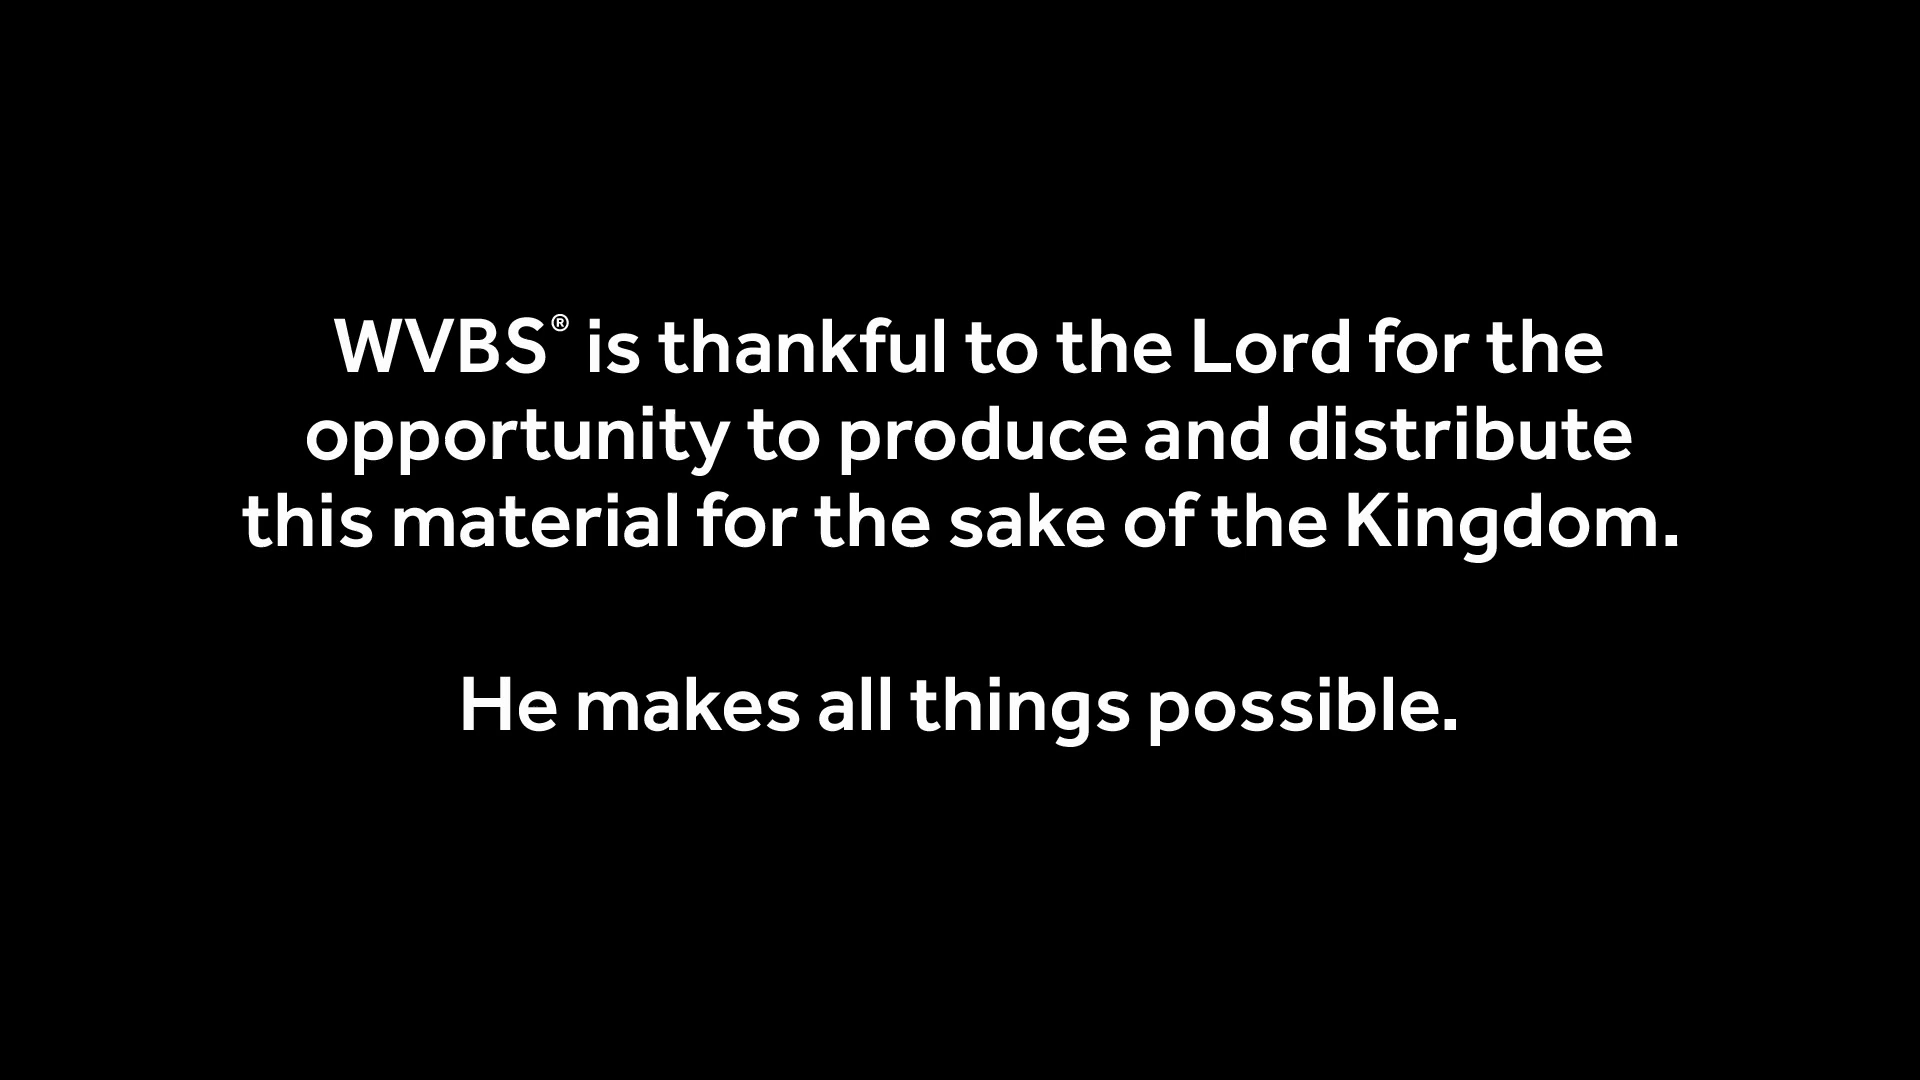 WVBS® is thankful to the Lord for the
opportunity to produce and distribute
this material for the sake of the Kingdom.
He makes all things possible.